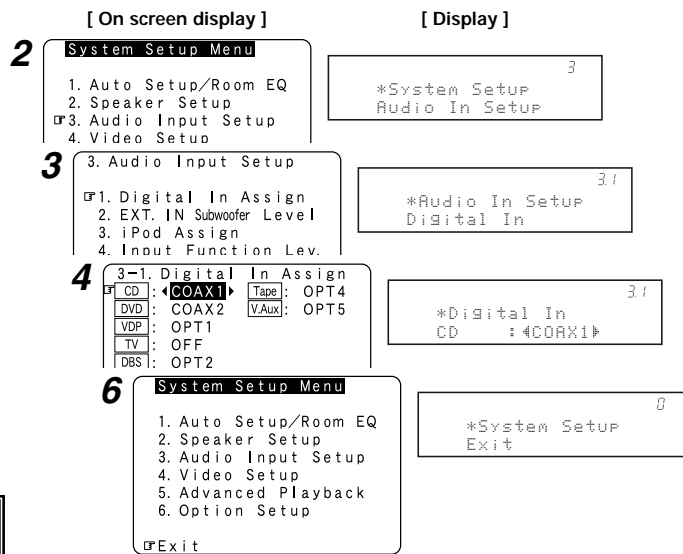 [ On screen display ]
[ Display ]
2
System Setup Menu
1. Auto Setup/Room EQ
2. Speaker Setup
☞3. Audio Input Setup
4. Video Setup
3
*System Setup
Audio In Setup
3
3. Audio Input Setup
☞1. Digital In Assign
2. EXT. IN Subwoofer Level
3. iPod Assign
4. Input Function Lev.
3.1
*Audio In Setup
Digital In
4
3-1. Digital In Assign
☞ CD : ◀COAX1▶ Tape : OPT4
DVD : COAX2 V.Aux : OPT5
VDP : OPT1
TV : OFF
DBS : OPT2
3.1
*Digital In
CD :◀COAX1▶
6
System Setup Menu
1. Auto Setup/Room EQ
2. Speaker Setup
3. Audio Input Setup
4. Video Setup
5. Advanced Playback
6. Option Setup
☞Exit
0
*System Setup
Exit